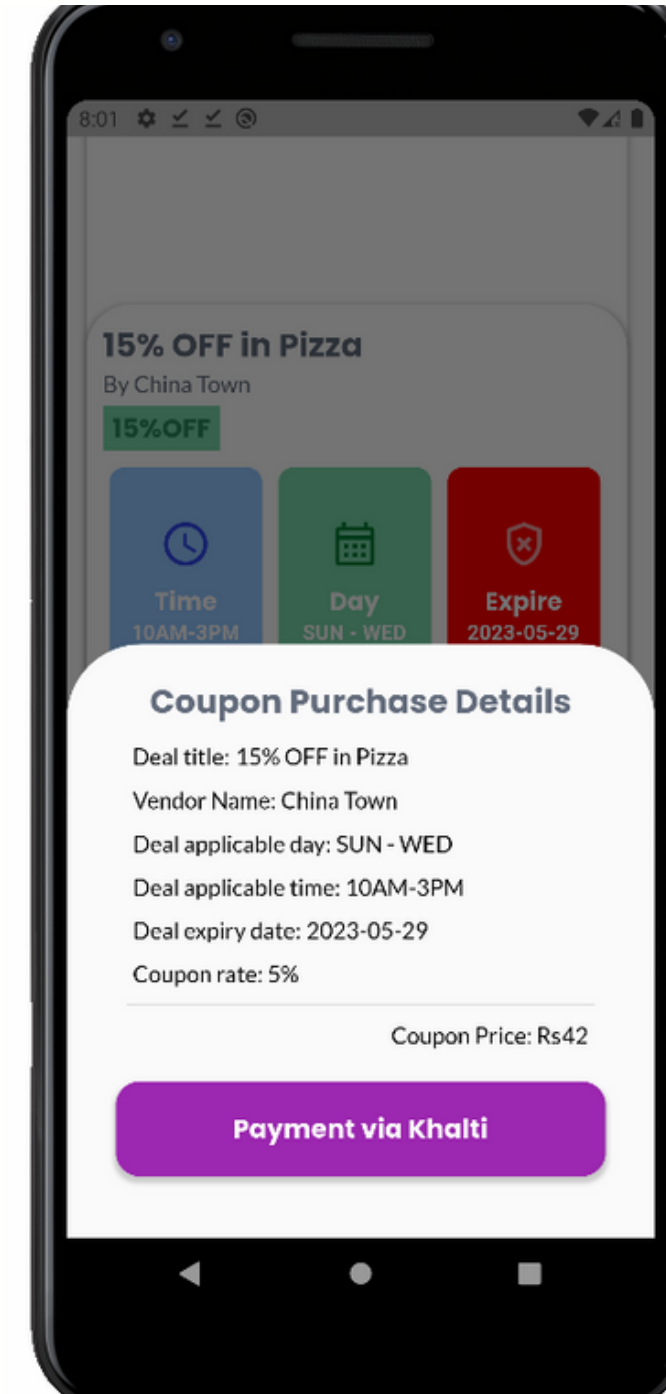 8:01
15% OFF in Pizza
By China Town
15%OFF
Time
10AM-3PM
Day
SUN - WED
Expire
2023-05-29
Coupon Purchase Details
Deal title: 15% OFF in Pizza
Vendor Name: China Town
Deal applicable day: SUN - WED
Deal applicable time: 10AM-3PM
Deal expiry date: 2023-05-29
Coupon rate: 5%
Coupon Price: Rs42
Payment via Khalti